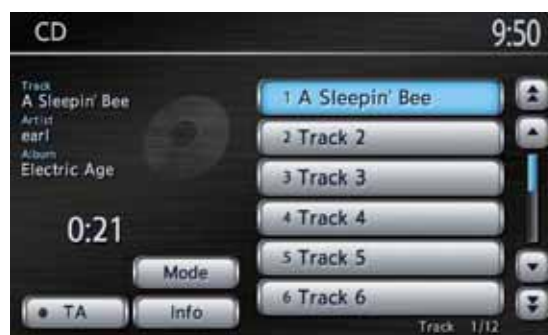 CD
9:50
Track
A Sleepin' Bee
Artist
earl
Album
Electric Age
0:21
Mode
TA
Info
1 A Sleepin' Bee
2 Track 2
3 Track 3
4 Track 4
5 Track 5
6 Track 6
Track 1/12